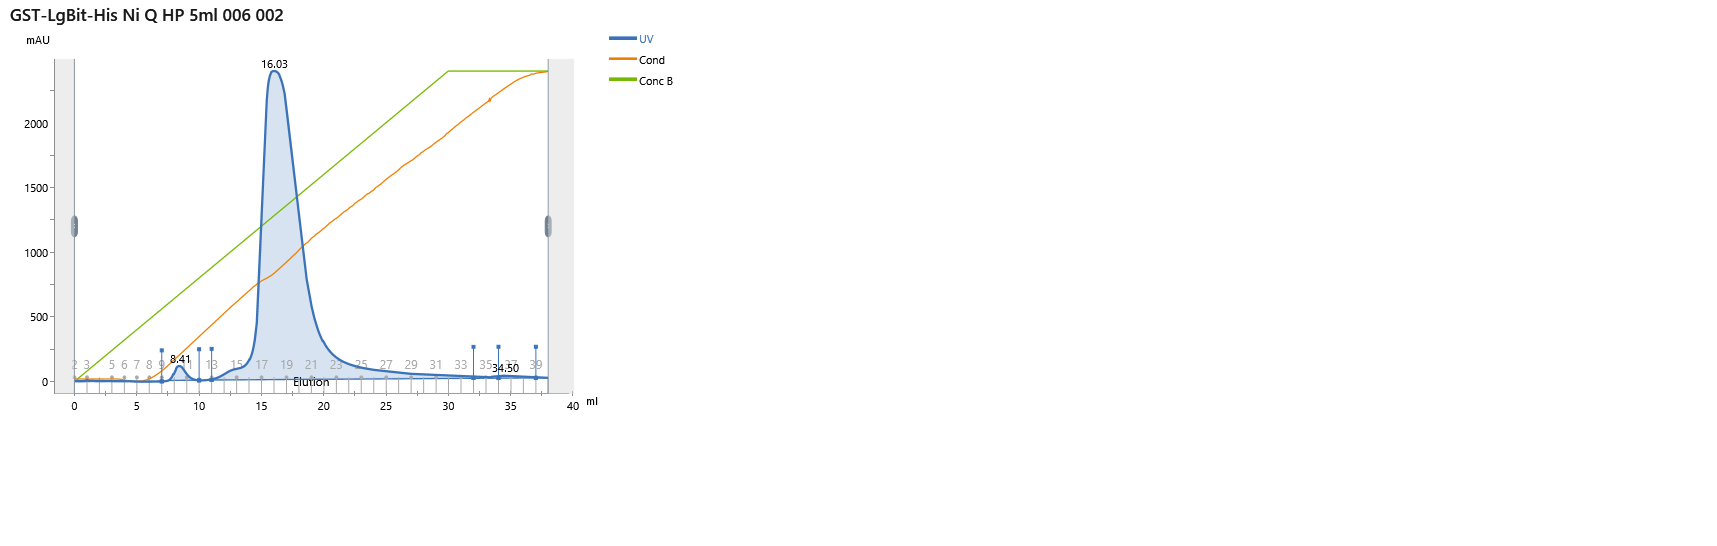 GST-LgBit-His Ni Q HP 5ml 006 002
mAU
UV
Cond
Conc B
16.03
2000
1500
1000
500
0
8.41
34.50
2 3 5 6 7 8 9 11 13 15 17 19 21 23 25 27 29 31 33 35 37 39
Elution
0 5 10 15 20 25 30 35 40 ml